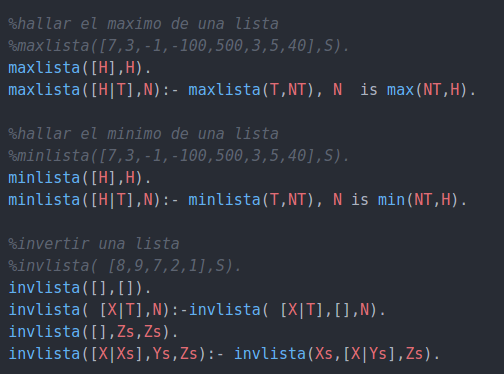 %hallar el maximo de una lista
%maxlista([7,3,-1,-100,500,3,5,40],S).
maxlista([H],H).
maxlista([H|T],N):- maxlista(T,NT), N  is max(NT,H).
%hallar el minimo de una lista
%minlista([7,3,-1,-100,500,3,5,40],S).
minlista([H],H).
minlista([H|T],N):- minlista(T,NT), N is min(NT,H).
%invertir una lista
%invlista( [8,9,7,2,1],S).
invlista([],[]).
invlista( [X|T],N):-invlista( [X|T],[],N).
invlista([],Zs,Zs).
invlista([X|Xs],Ys,Zs):- invlista(Xs,[X|Ys],Zs).